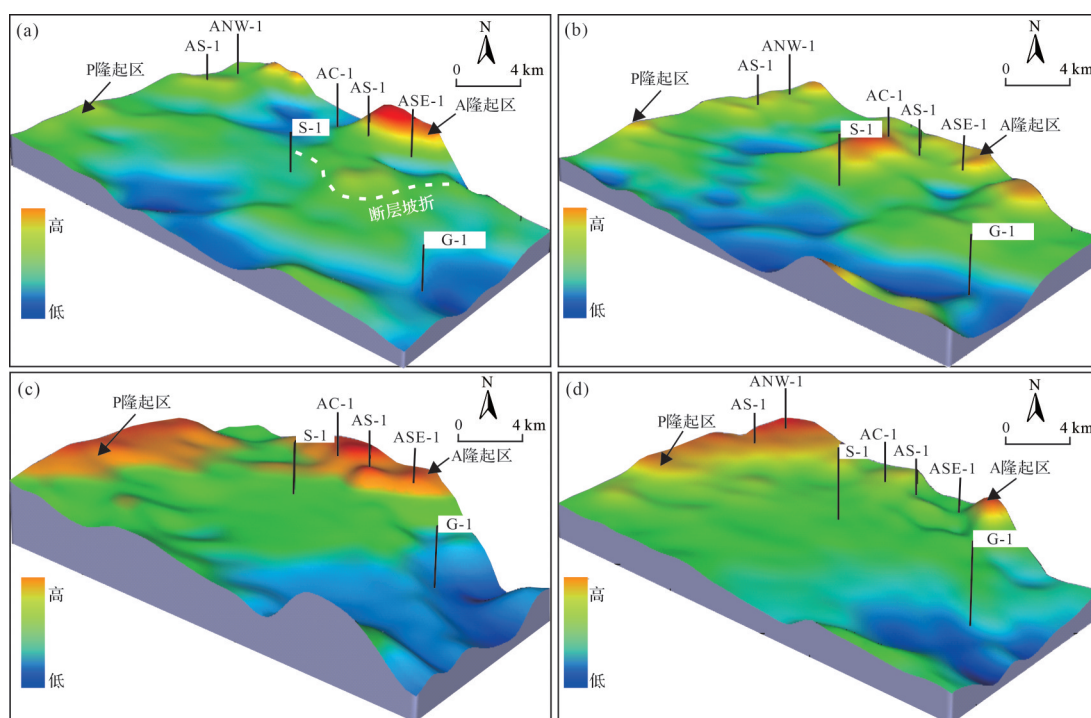 (a)
N
ANW-1
AS-1
0 4 km
P隆起区
AC-1
AS-1
ASE-1
A隆起区
S-1
断层坡折
G-1
高
低
(b)
N
ANW-1
AS-1
0 4 km
P隆起区
AC-1
S-1
AS-1
ASE-1
A隆起区
G-1
高
低
(c)
N
P隆起区
AC-1
S-1
AS-1
ASE-1
0 4 km
A隆起区
G-1
高
低
(d)
N
ANW-1
AS-1
P隆起区
AC-1
0 4 km
S-1
AS-1
ASE-1
A隆起区
G-1
高
低